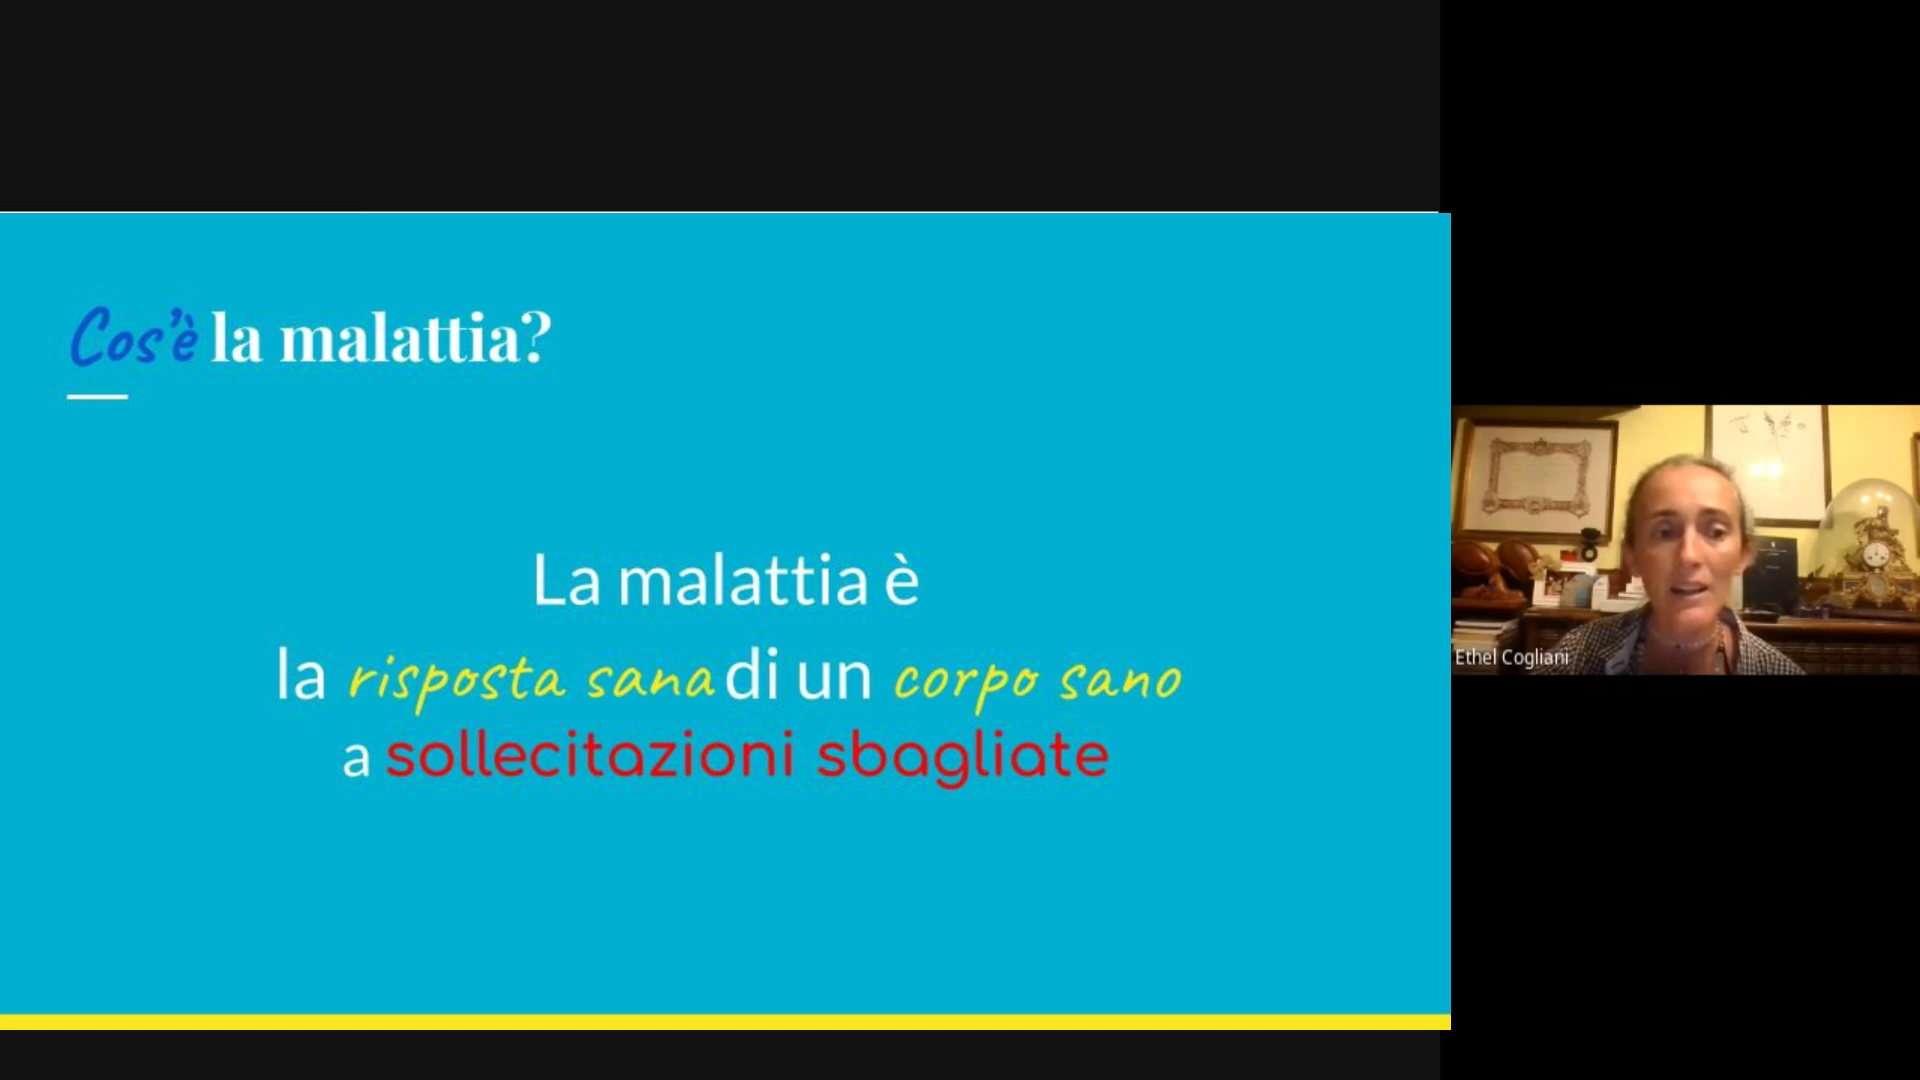 Cos'è la malattia?
La malattia è
la risposta sana di un corpo sano
a sollecitazioni sbagliate
Ethel Cogliani